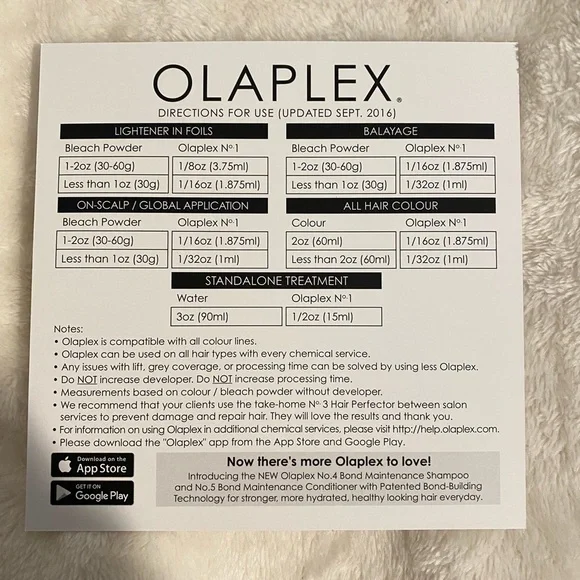 OLAPLEX®
DIRECTIONS FOR USE (UPDATED SEPT. 2016)
LIGHTENER IN FOILS
Bleach Powder Olaplex Nº1
1-2oz (30-60g) 1/8oz (3.75ml)
Less than 1oz (30g) 1/16oz (1.875ml)
BALAYAGE
Bleach Powder Olaplex Nº1
1-2oz (30-60g) 1/16oz (1.875ml)
Less than 1oz (30g) 1/32oz (1ml)
ON-SCALP / GLOBAL APPLICATION
Bleach Powder Olaplex Nº1
1-2oz (30-60g) 1/16oz (1.875ml)
Less than 1oz (30g) 1/32oz (1ml)
ALL HAIR COLOUR
Colour Olaplex Nº1
2oz (60ml) 1/16oz (1.875ml)
Less than 2oz (60ml) 1/32oz (1ml)
STANDALONE TREATMENT
Water Olaplex Nº1
3oz (90ml) 1/2oz (15ml)
Notes:
• Olaplex is compatible with all colour lines.
• Olaplex can be used on all hair types with every chemical service.
• Any issues with lift, grey coverage, or processing time can be solved by using less Olaplex.
• Do NOT increase developer. Do NOT increase processing time.
• Measurements based on colour / bleach powder without developer.
• We recommend that your clients use the take-home Nº 3 Hair Perfector between salon
services to prevent damage and repair hair. They will love the results and thank you.
• For information on using Olaplex in additional chemical services, please visit http://help.olaplex.com.
• Please download the "Olaplex" app from the App Store and Google Play.
Download on the
App Store
GET IT ON
Google Play
Now there's more Olaplex to love!
Introducing the NEW Olaplex No.4 Bond Maintenance Shampoo
and No.5 Bond Maintenance Conditioner with Patented Bond-Building
Technology for stronger, more hydrated, healthy looking hair everyday.